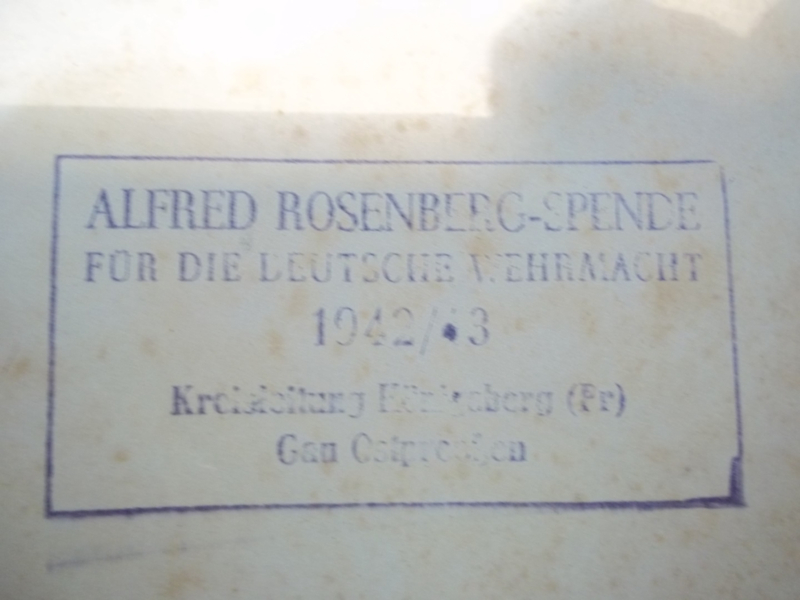 ALFRED ROSENBERG-SPENDE
FÜR DIE DEUTSCHE WEHRMACHT
1942/43
Kreisleitung Königsberg (Pr)
Gau Ostpreußen